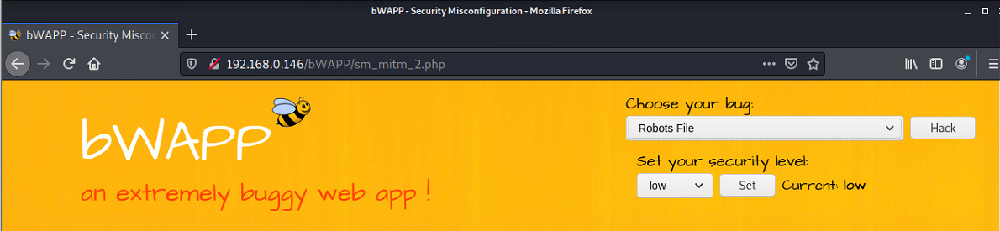 bWAPP - Security Misconfiguration - Mozilla Firefox
bWAPP - Security Miscon
192.168.0.146/bWAPP/sm_mitm_2.php
bWAPP
an extremely buggy web app !
Choose your bug:
Robots File
Hack
Set your security level:
low
Set
Current: low